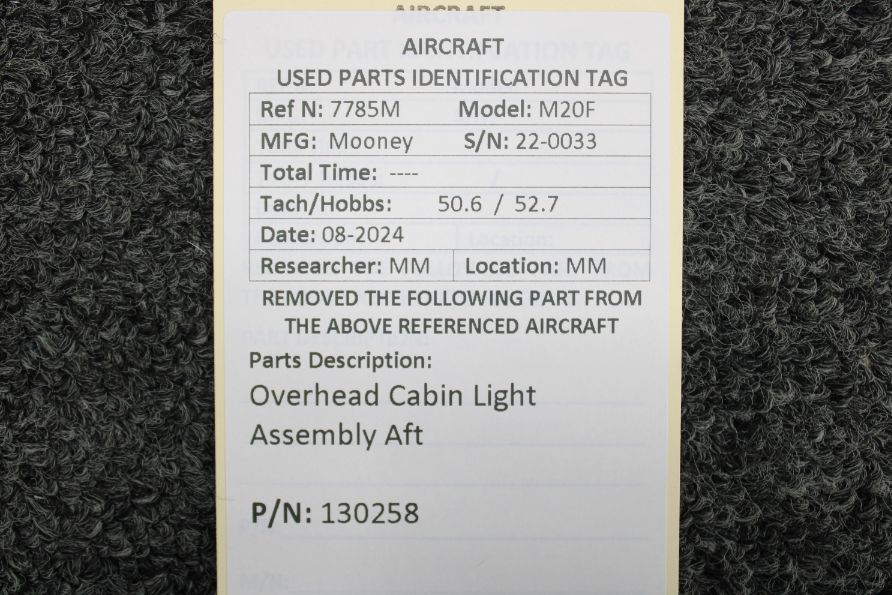 AIRCRAFT
AIRCRAFT
USED PARTS IDENTIFICATION TAG
Ref N: 7785M Model: M20F
MFG: Mooney S/N: 22-0033
Total Time: ----
Tach/Hobbs: 50.6 / 52.7
Date: 08-2024
Researcher: MM Location: MM
REMOVED THE FOLLOWING PART FROM
THE ABOVE REFERENCED AIRCRAFT
Parts Description:
Overhead Cabin Light
Assembly Aft
P/N: 130258